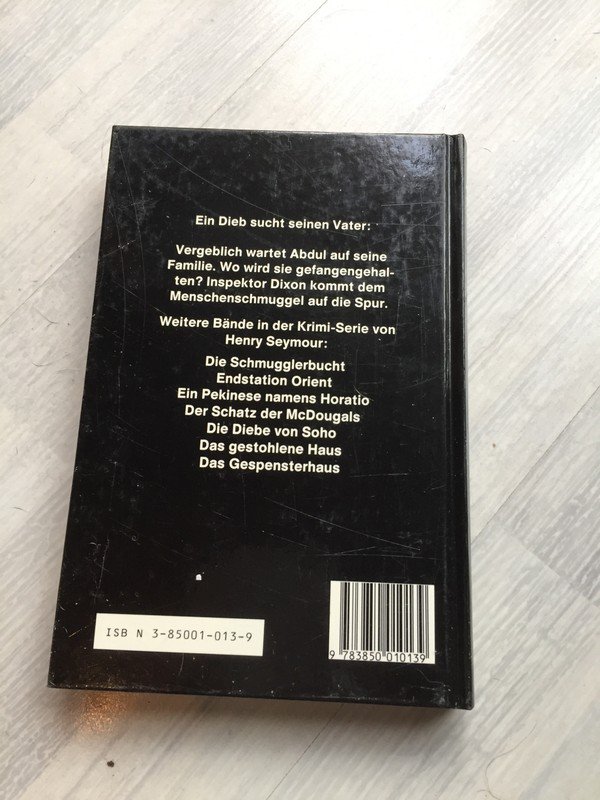 Ein Dieb sucht seinen Vater:
Vergeblich wartet Abdul auf seine
Familie. Wo wird sie gefangengehal-
ten? Inspektor Dixon kommt dem
Menschenschmuggel auf die Spur.
Weitere Bände in der Krimi-Serie von
Henry Seymour:
Die Schmugglerbucht
Endstation Orient
Ein Pekinese namens Horatio
Der Schatz der McDougals
Die Diebe von Soho
Das gestohlene Haus
Das Gespensterhaus
ISB N 3-85001-013-9
9 783850 010139